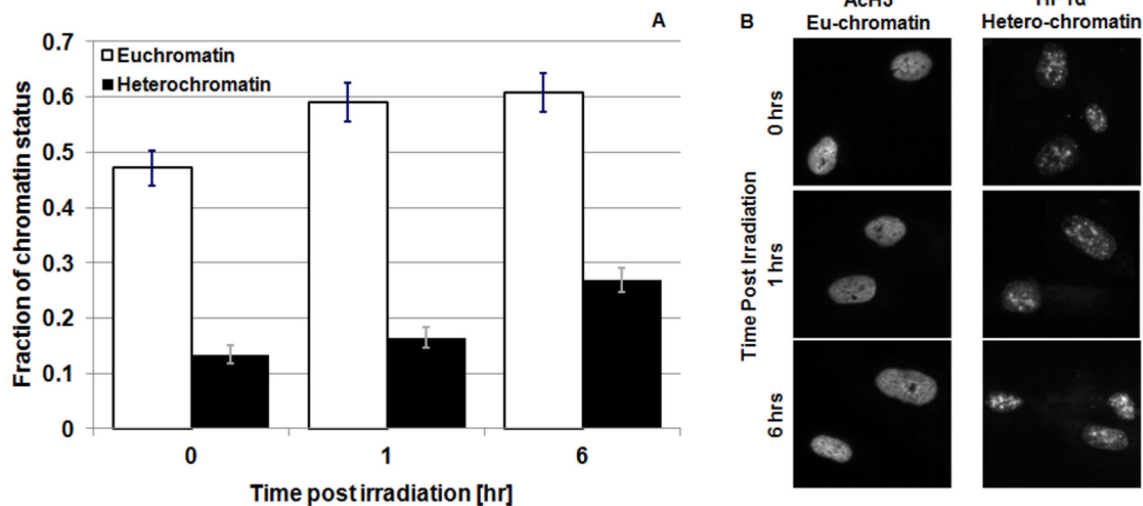 A
0.7
Euchromatin
Heterochromatin
0.6
0.5
0.4
0.3
0.2
0.1
0
0
1
6
Fraction of chromatin status
Time post irradiation [hr]
B
Eu-chromatin
Hetero-chromatin
0 hrs
1 hrs
6 hrs
Time Post Irradiation